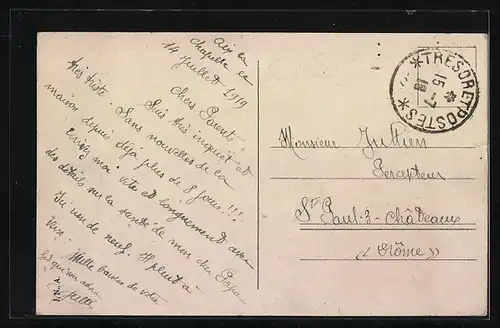 Aix la
Chapelle le
14 Juillet 1919
Chers Parents
Suis très inquiet et
très triste. Sans nouvelles de la
maison depuis déjà plus de 8 jours!!!
Ecrivez moi vite et longuement avec
des détails sur la santé de mon cher Papa
Ici rien de neuf. Il pleut à
verse. Mille baisers de votre
fils qui vous
Monsieur Jullien
Percepteur
St Paul-3-Châteaux
(Drôme)
*TRESOR ET POSTES*
15-7